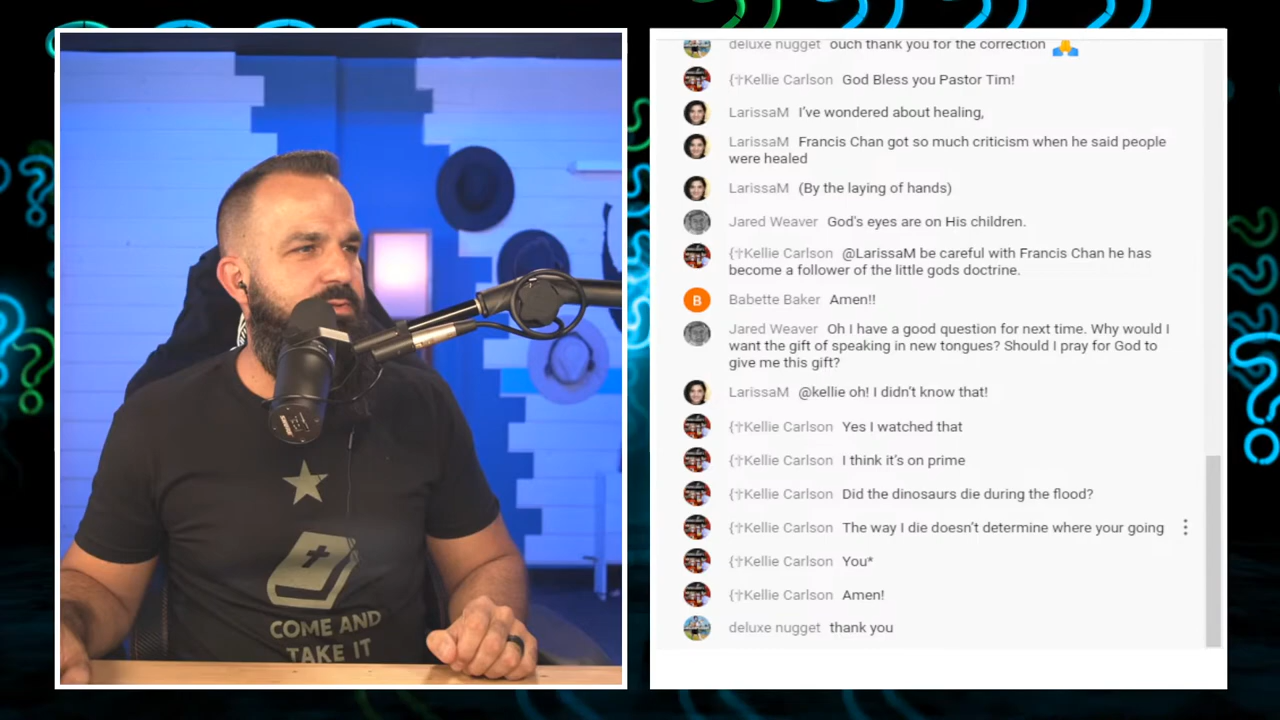 COME AND
TAKE IT
deluxe nugget ouch thank you for the correction 🙏
{†Kellie Carlson God Bless you Pastor Tim!
LarissaM I've wondered about healing,
LarissaM Francis Chan got so much criticism when he said people
were healed
LarissaM (By the laying of hands)
Jared Weaver God's eyes are on His children.
{†Kellie Carlson @LarissaM be careful with Francis Chan he has
become a follower of the little gods doctrine.
B Babette Baker Amen!!
Jared Weaver Oh I have a good question for next time. Why would I
want the gift of speaking in new tongues? Should I pray for God to
give me this gift?
LarissaM @kellie oh! I didn't know that!
{†Kellie Carlson Yes I watched that
{†Kellie Carlson I think it's on prime
{†Kellie Carlson Did the dinosaurs die during the flood?
{†Kellie Carlson The way I die doesn't determine where your going
{†Kellie Carlson You*
{†Kellie Carlson Amen!
deluxe nugget thank you